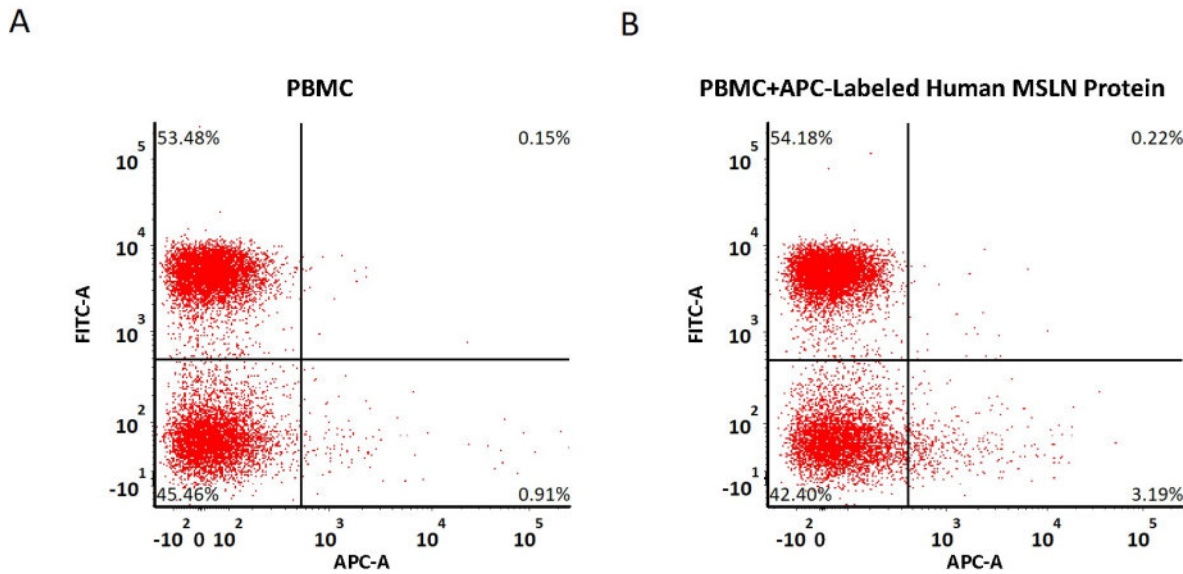 A
PBMC
53.48%
0.15%
10^5
10^4
10^3
10^2
-10^1
FITC-A
45.46%
0.91%
-10^2 0 10^2 10^3 10^4 10^5
APC-A
B
PBMC+APC-Labeled Human MSLN Protein
54.18%
0.22%
10^5
10^4
10^3
10^2
-10^1
FITC-A
42.40%
3.19%
-10^2 0 10^3 10^4 10^5
APC-A